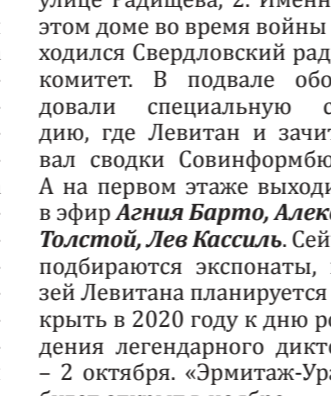 улице Радищева, 2. Именн
этом доме во время войны
ходился Свердловский рад
комитет. В подвале обо
довали специальную с
дию, где Левитан и зачит
вал сводки Совинформбю
А на первом этаже выходи
в эфир Агния Барто, Алек
Толстой, Лев Кассиль. Сей
подбираются экспонаты,
зей Левитана планируется
крыть в 2020 году к дню ро
дения легендарного дикт
– 2 октября. «Эрмитаж-Ура